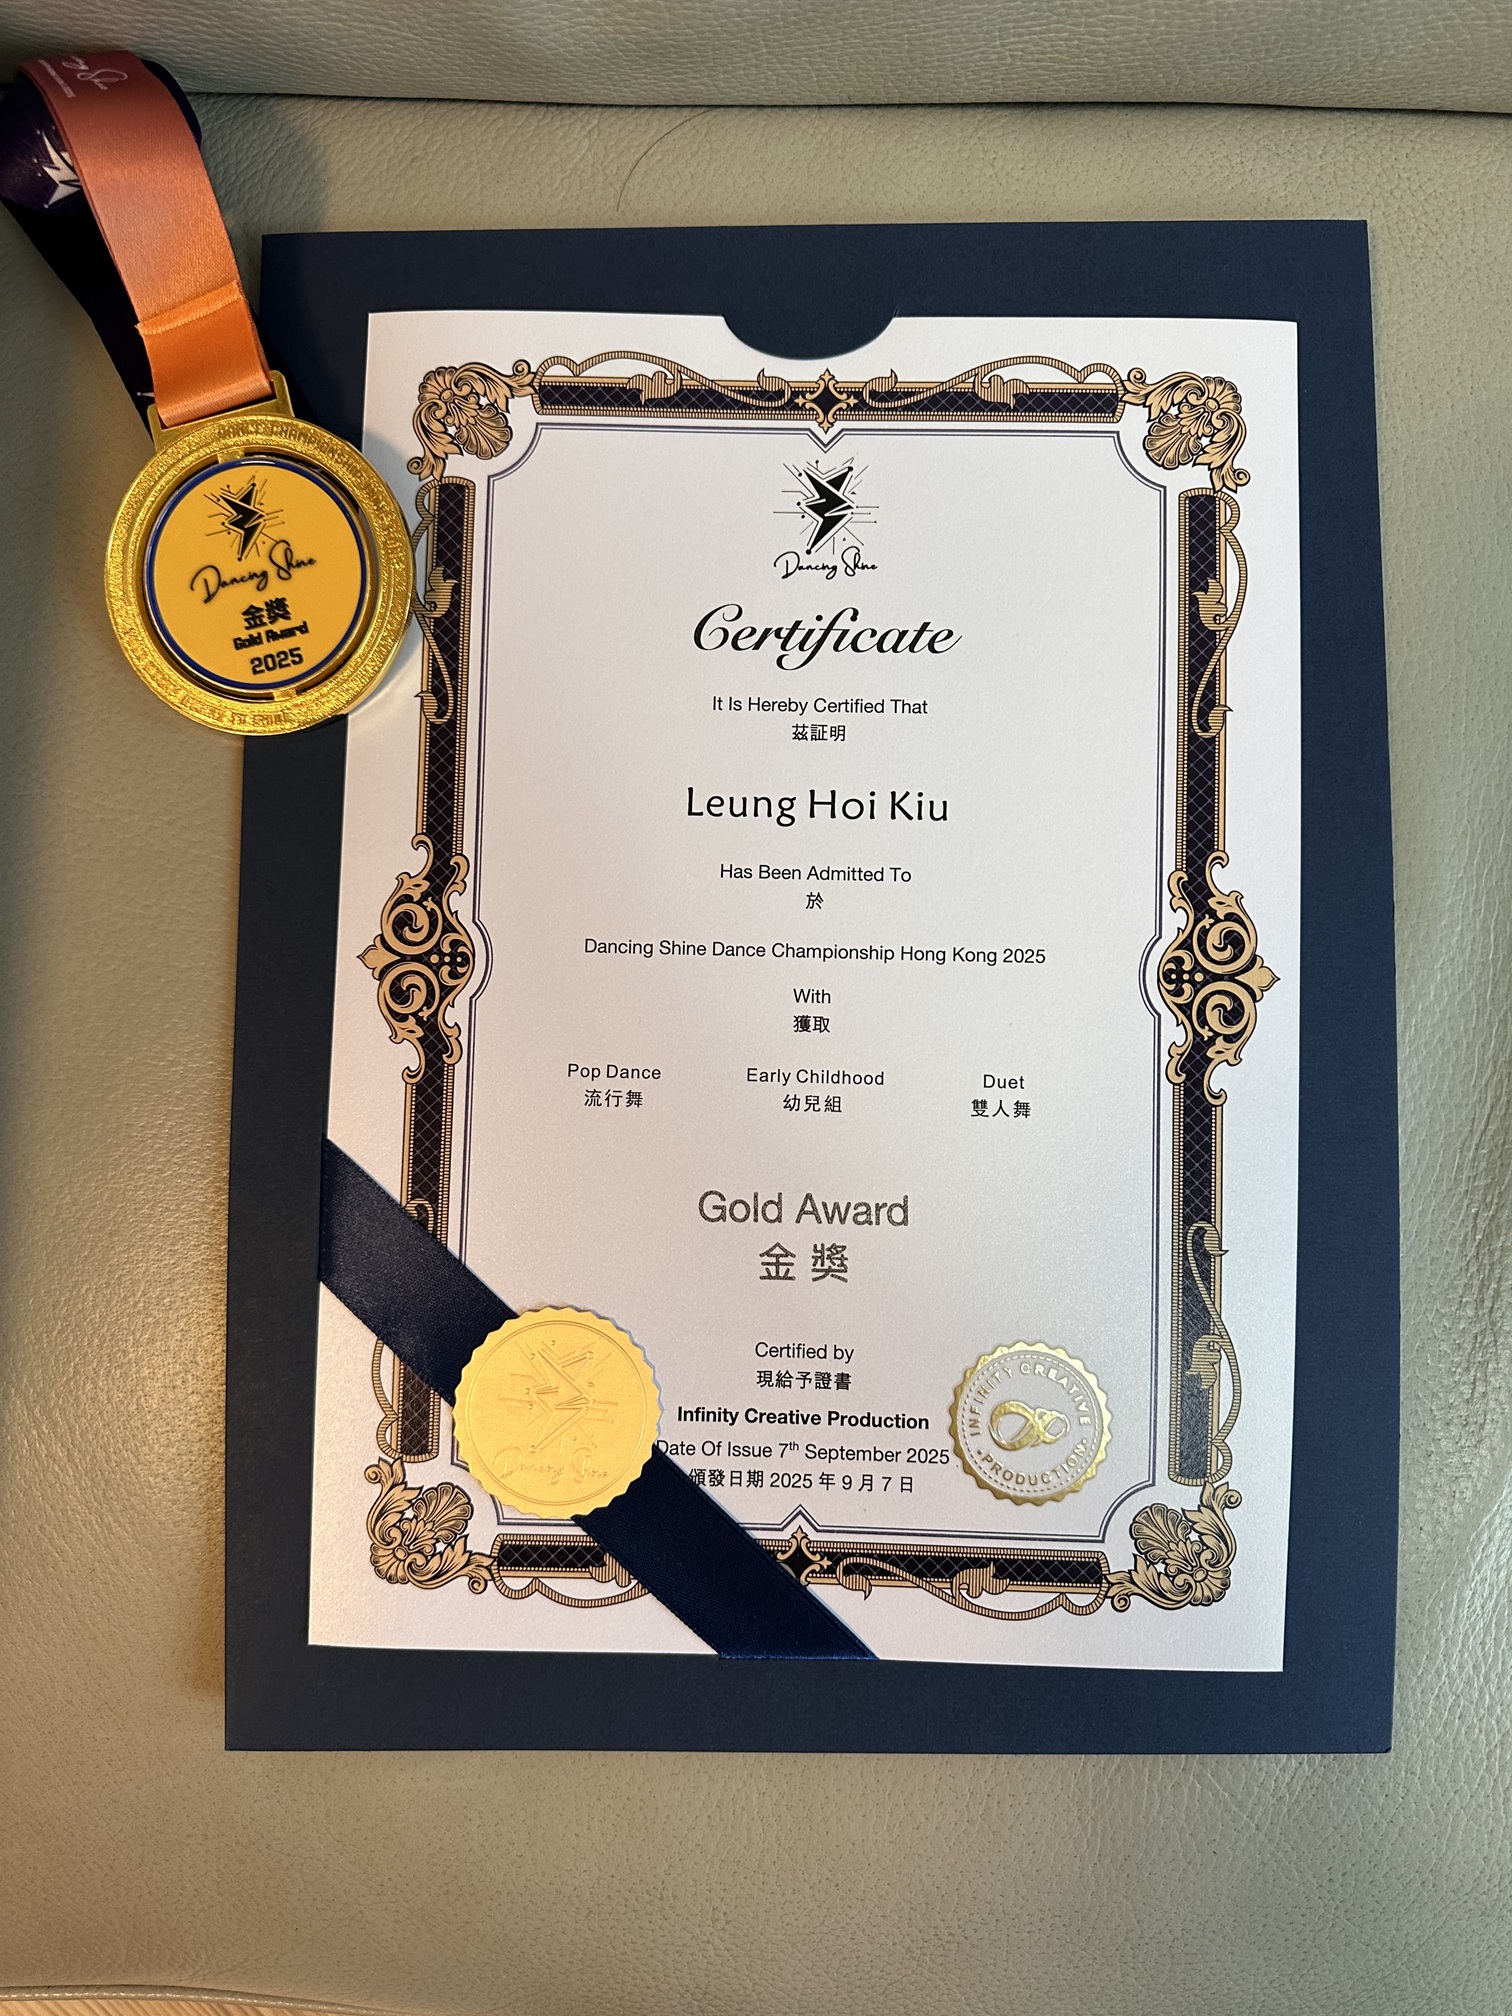 Dancing Shine
金獎
Gold Award
2025
Dancing Shine
Certificate
It Is Hereby Certified That
茲証明
Leung Hoi Kiu
Has Been Admitted To
於
Dancing Shine Dance Championship Hong Kong 2025
With
獲取
Pop Dance Early Childhood Duet
流行舞 幼兒組 雙人舞
Gold Award
金獎
Certified by
現給予證書
Infinity Creative Production
Date Of Issue 7th September 2025
頒發日期 2025 年 9 月 7 日
Dancing Shine
INFINITY CREATIVE
PRODUCTION